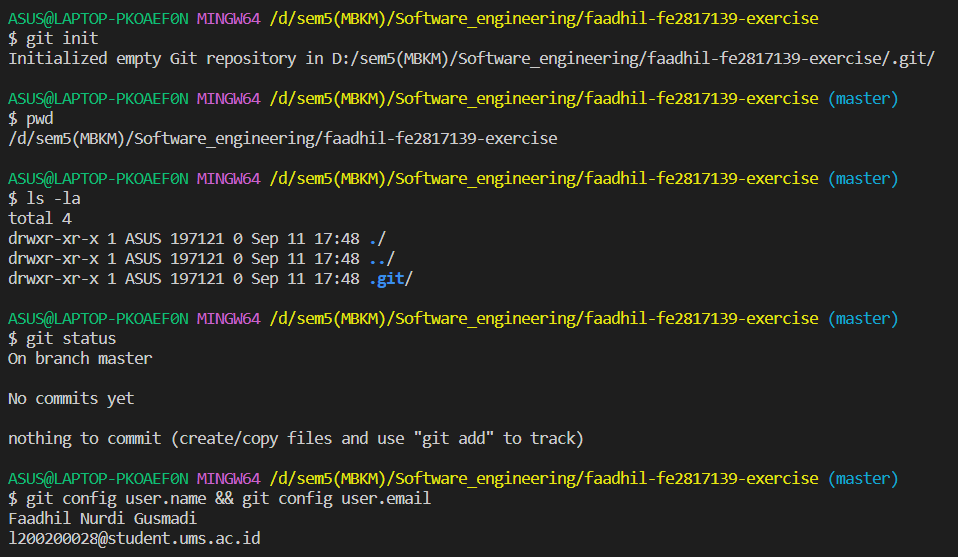 ASUS@LAPTOP-PKOAEF0N MINGW64 /d/sem5(MBKM)/Software_engineering/faadhil-fe2817139-exercise
$ git init
Initialized empty Git repository in D:/sem5(MBKM)/Software_engineering/faadhil-fe2817139-exercise/.git/
ASUS@LAPTOP-PKOAEF0N MINGW64 /d/sem5(MBKM)/Software_engineering/faadhil-fe2817139-exercise (master)
$ pwd
/d/sem5(MBKM)/Software_engineering/faadhil-fe2817139-exercise
ASUS@LAPTOP-PKOAEF0N MINGW64 /d/sem5(MBKM)/Software_engineering/faadhil-fe2817139-exercise (master)
$ ls -la
total 4
drwxr-xr-x 1 ASUS 197121 0 Sep 11 17:48 ./
drwxr-xr-x 1 ASUS 197121 0 Sep 11 17:48 ../
drwxr-xr-x 1 ASUS 197121 0 Sep 11 17:48 .git/
ASUS@LAPTOP-PKOAEF0N MINGW64 /d/sem5(MBKM)/Software_engineering/faadhil-fe2817139-exercise (master)
$ git status
On branch master
No commits yet
nothing to commit (create/copy files and use "git add" to track)
ASUS@LAPTOP-PKOAEF0N MINGW64 /d/sem5(MBKM)/Software_engineering/faadhil-fe2817139-exercise (master)
$ git config user.name && git config user.email
Faadhil Nurdi Gusmadi
l200200028@student.ums.ac.id